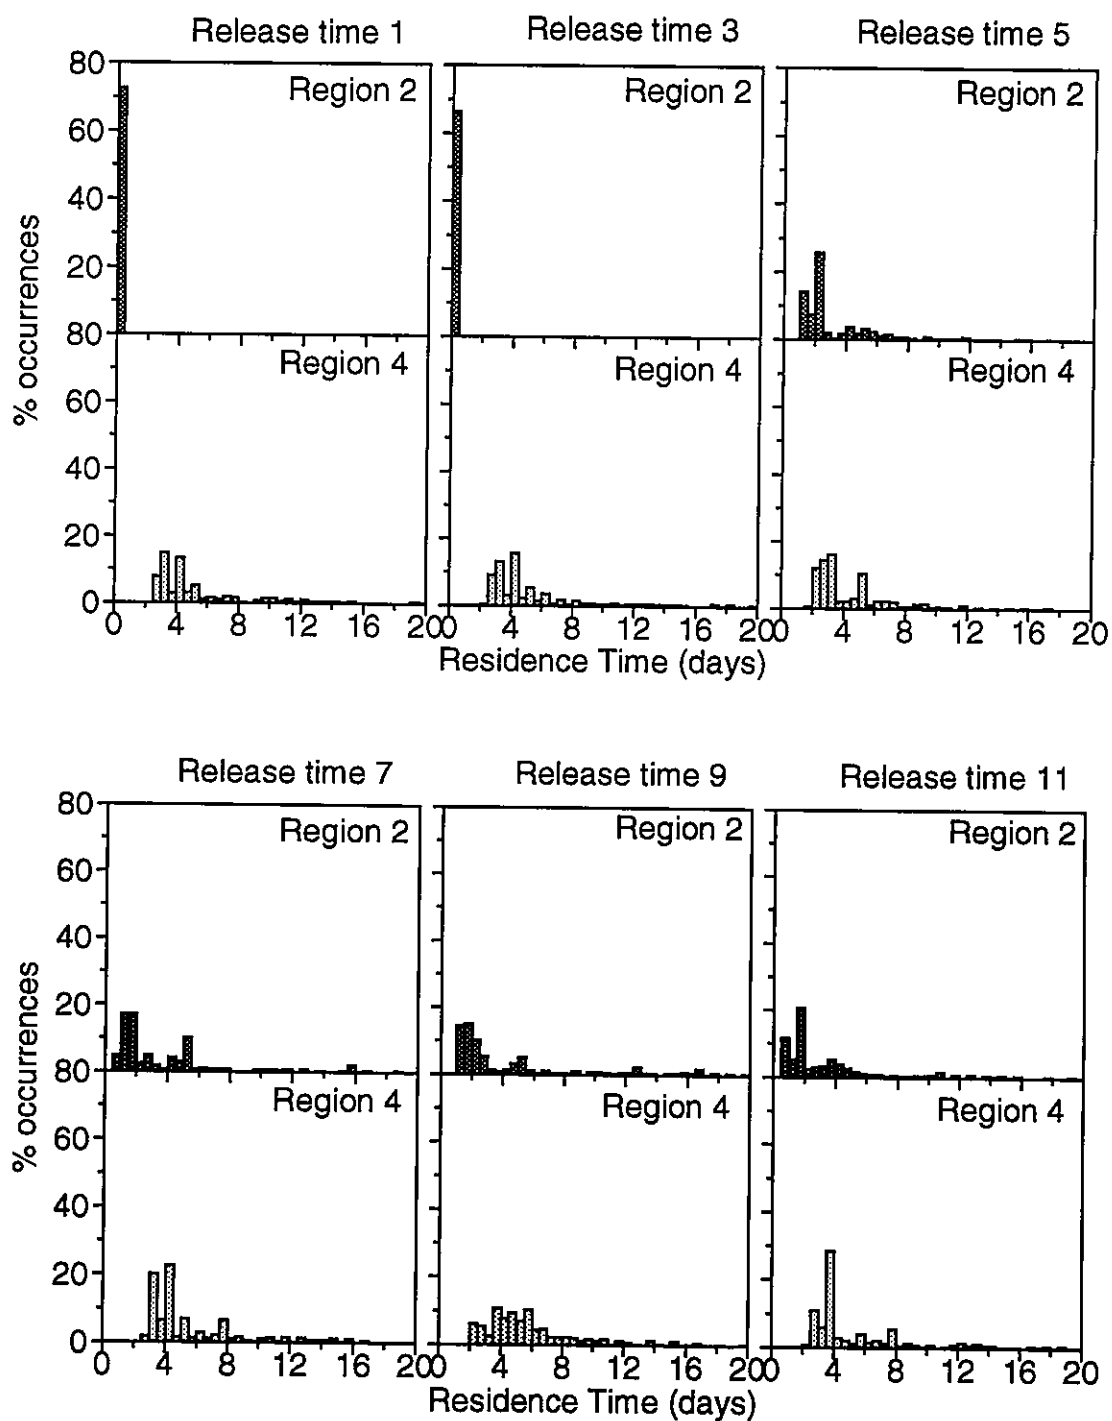 Release time 1 Release time 3 Release time 5
80 Region 2 Region 2 Region 2
60
40
20
% occurrences
80 Region 4 Region 4 Region 4
60
40
20
0
0 4 8 12 16 20 0 4 8 12 16 20 0 4 8 12 16 20
Residence Time (days)
Release time 7 Release time 9 Release time 11
80 Region 2 Region 2 Region 2
60
40
20
% occurrences
80 Region 4 Region 4 Region 4
60
40
20
0
0 4 8 12 16 20 0 4 8 12 16 20 0 4 8 12 16 20
Residence Time (days)